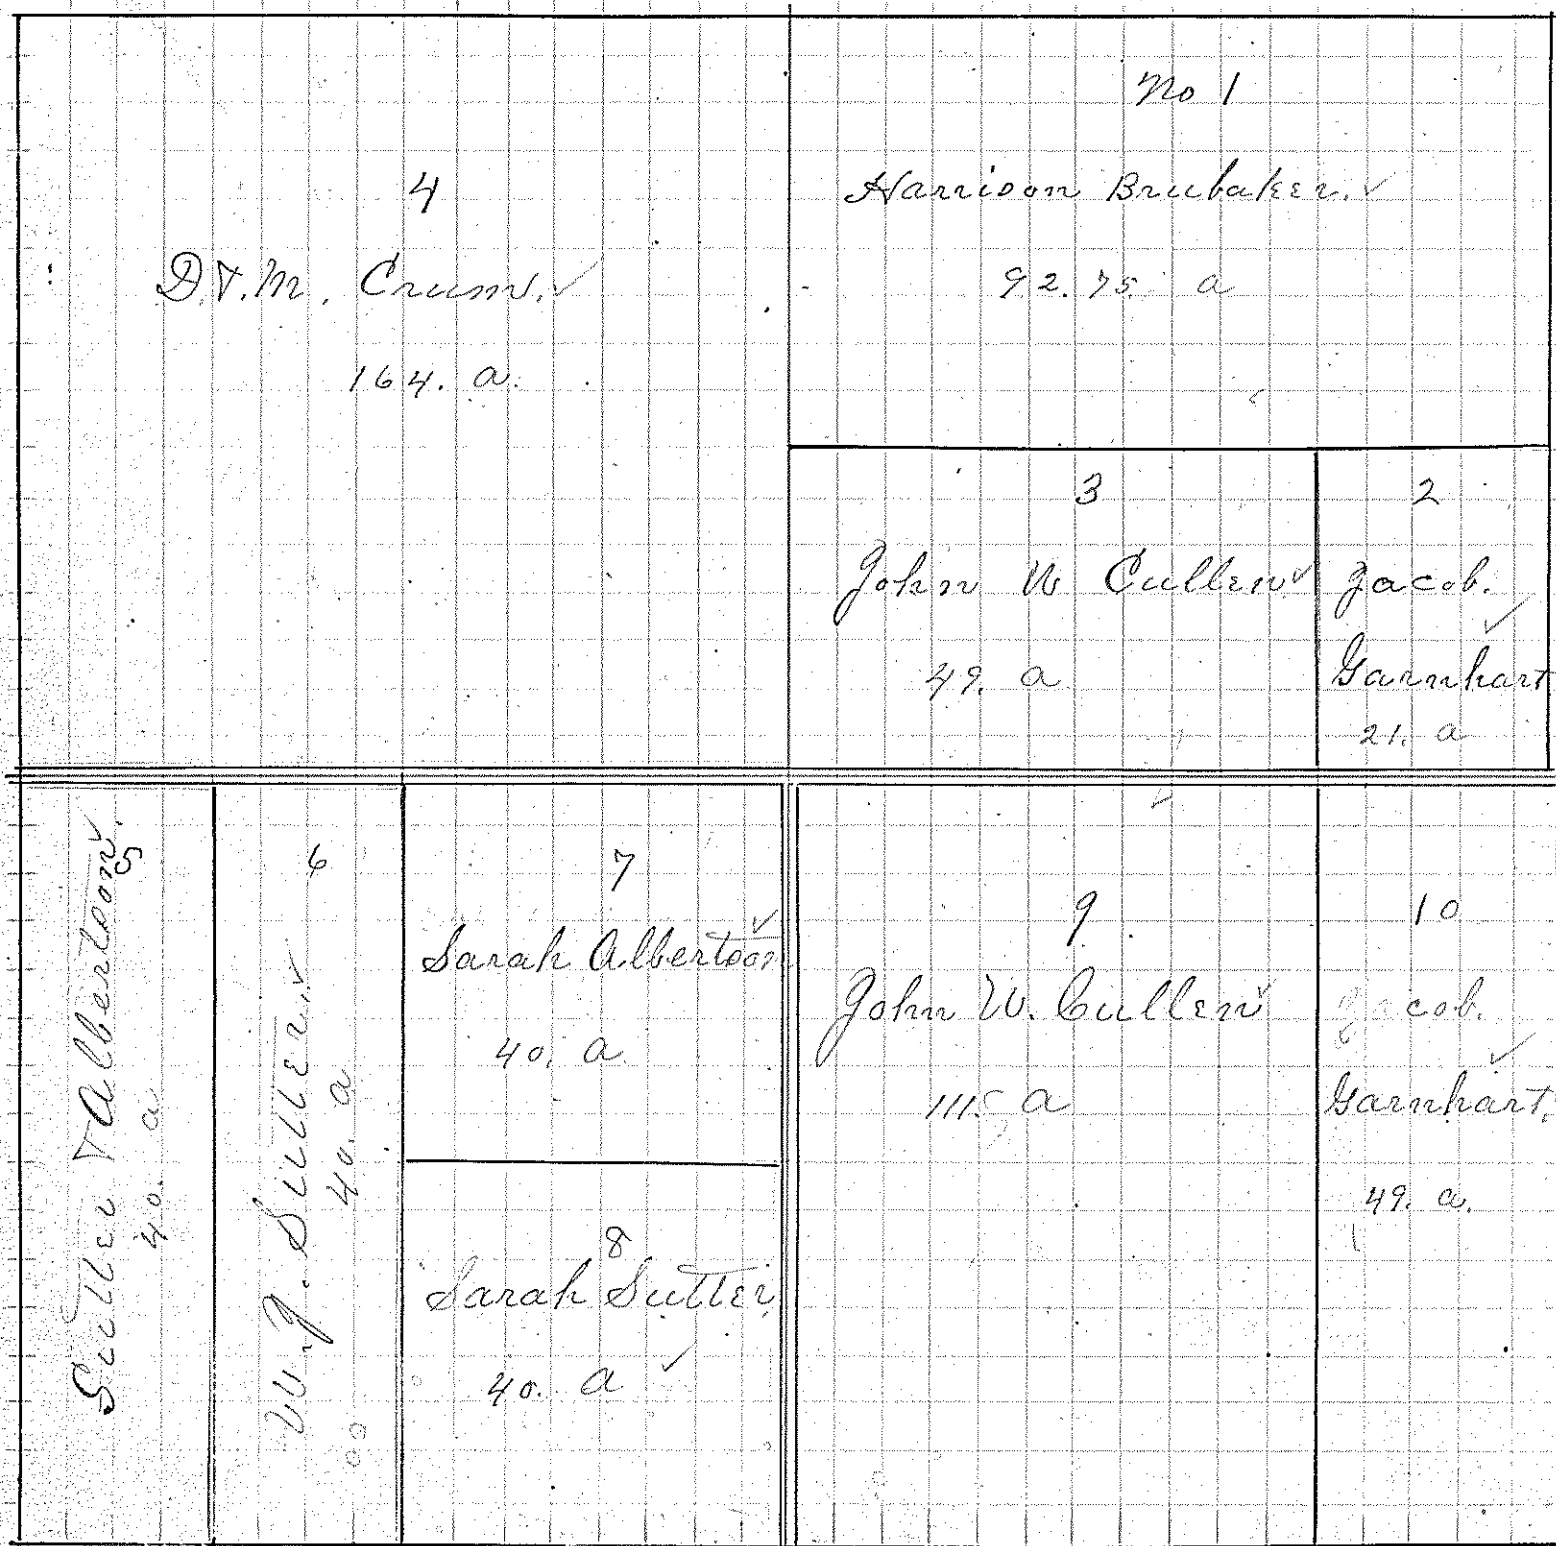 No 1
Harrison Brubaker. ✓
92.75. a
4
D.T.M. Crum. ✓
164. a.
3
John W Cullen ✓
49. a
2
Jacob. ✓
Garnhart
21. a
5
Sutter & Albertson ✓.
40. a
6
W. J. Sutter. ✓
40. a
7
Sarah Albertson ✓
40. a
8
Sarah Sutter
40. a ✓
9
John W. Cullen ✓
111. a
10
Jacob. ✓
Garnhart.
49. a.